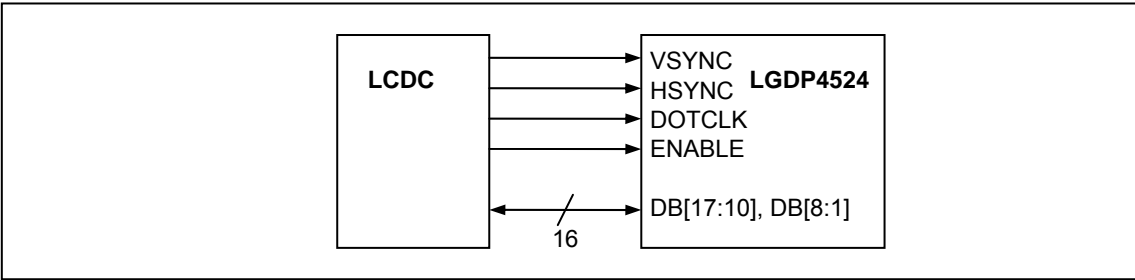 LCDC
LGDP4524
VSYNC
HSYNC
DOTCLK
ENABLE
DB[17:10], DB[8:1]
16